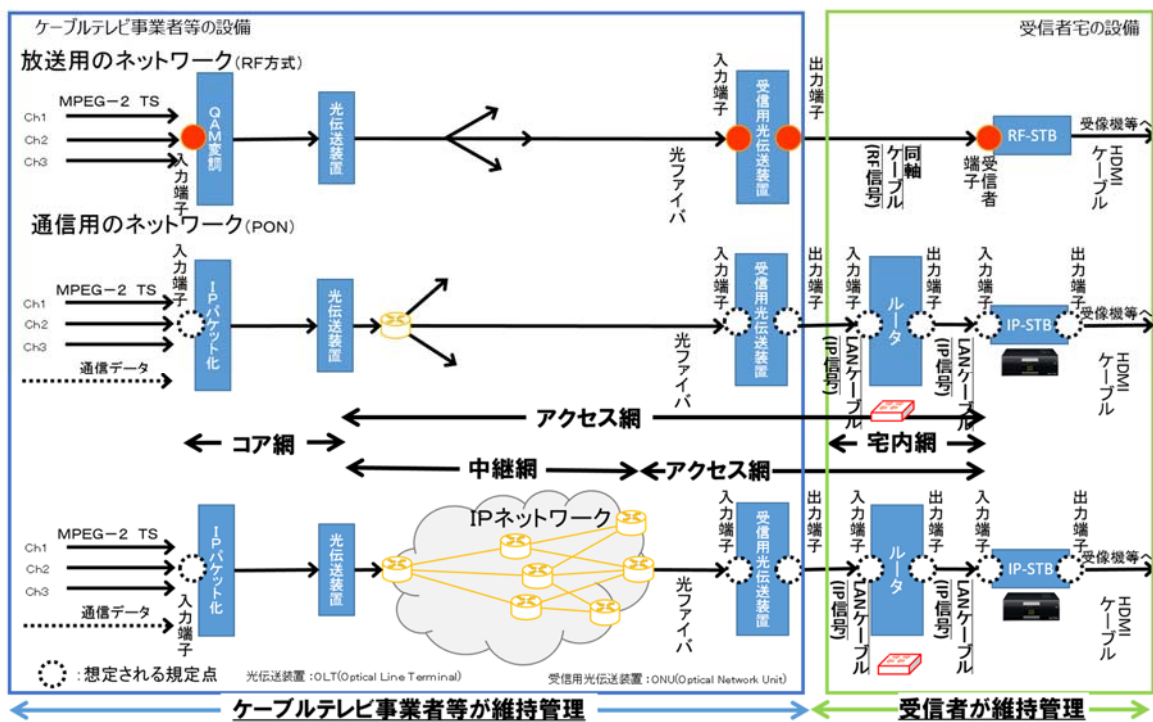 ケーブルテレビ事業者等の設備
受信者宅の設備
放送用のネットワーク(RF方式)
MPEG-2 TS
Ch1
Ch2
Ch3
入力端子
QAM変調
光伝送装置
光ファイバ
入力端子
受信用光伝送装置
出力端子
同軸
ケーブル
(RF信号)
受信者
端子
RF-STB
受像機等へ
HDMI
ケーブル
通信用のネットワーク(PON)
MPEG-2 TS
Ch1
Ch2
Ch3
通信データ
入力端子
IPパケット化
光伝送装置
光ファイバ
入力端子
受信用光伝送装置
出力端子
入力端子
LANケーブル
(IP信号)
ルータ
出力端子
LANケーブル
(IP信号)
入力端子
IP-STB
出力端子
受像機等へ
HDMI
ケーブル
アクセス網
コア網
宅内網
中継網
アクセス網
MPEG-2 TS
Ch1
Ch2
Ch3
通信データ
入力端子
IPパケット化
光伝送装置
IPネットワーク
光ファイバ
入力端子
受信用光伝送装置
出力端子
入力端子
LANケーブル
(IP信号)
ルータ
出力端子
LANケーブル
(IP信号)
入力端子
IP-STB
出力端子
受像機等へ
HDMI
ケーブル
:想定される規定点
光伝送装置:OLT(Optical Line Terminal)
受信用光伝送装置:ONU(Optical Network Unit)
ケーブルテレビ事業者等が維持管理
受信者が維持管理